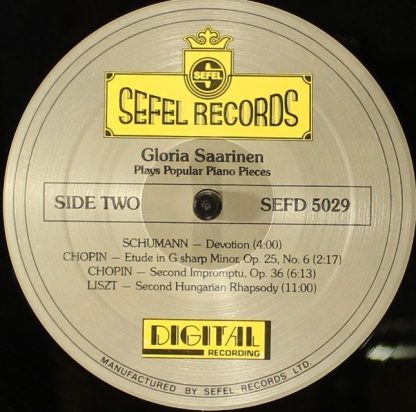 SEFEL
SEFEL RECORDS
Gloria Saarinen
Plays Popular Piano Pieces
SIDE TWO
SEFD 5029
SCHUMANN — Devotion (4:00)
CHOPIN — Etude in G sharp Minor, Op. 25, No. 6 (2:17)
CHOPIN — Second Impromptu, Op. 36 (6:13)
LISZT — Second Hungarian Rhapsody (11:00)
DIGITAL
RECORDING
MANUFACTURED BY SEFEL RECORDS LTD.